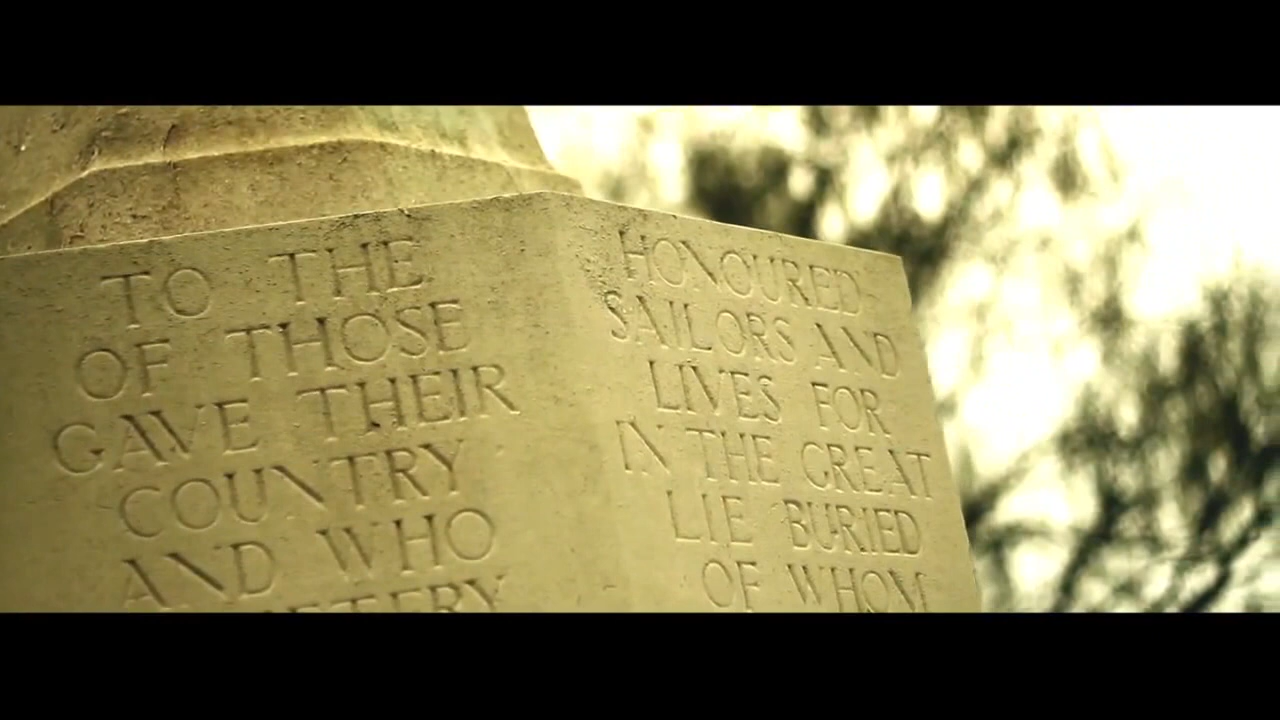 TO THE HONOURED
OF THOSE SAILORS AND
GAVE THEIR LIVES FOR
COUNTRY IN THE GREAT
AND WHO LIE BURIED
ETERY OF WHOM